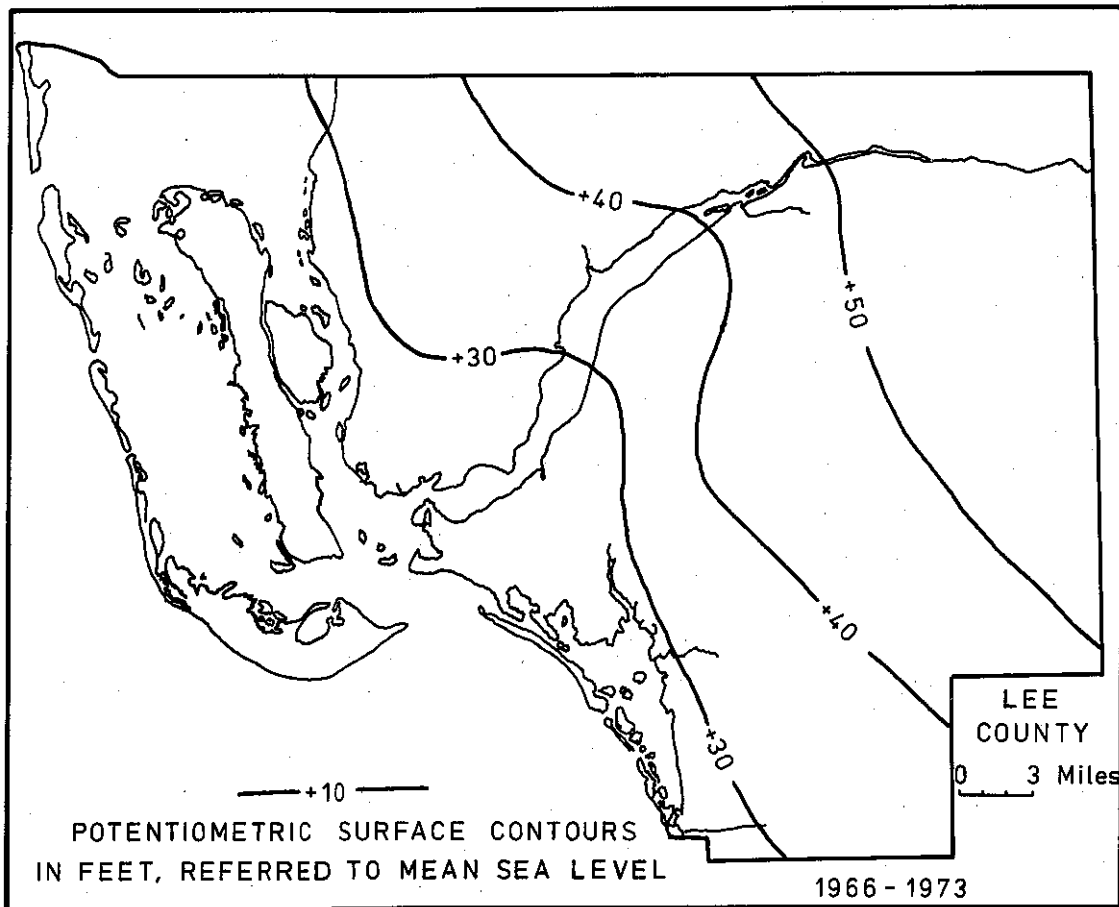 +40
+50
+30
+40
+30
LEE
COUNTY
0 3 Miles
+10
POTENTIOMETRIC SURFACE CONTOURS
IN FEET, REFERRED TO MEAN SEA LEVEL
1966-1973